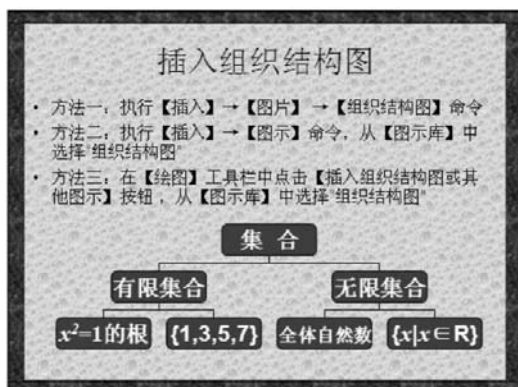 插入组织结构图
• 方法一：执行【插入】→【图片】→【组织结构图】命令
• 方法二：执行【插入】→【图示】命令，从【图示库】中
选择"组织结构图"
• 方法三：在【绘图】工具栏中点击【插入组织结构图或其
他图示】按钮，从【图示库】中选择"组织结构图"
集 合
有限集合 无限集合
x²=1的根 {1,3,5,7} 全体自然数 {x|x∈R}